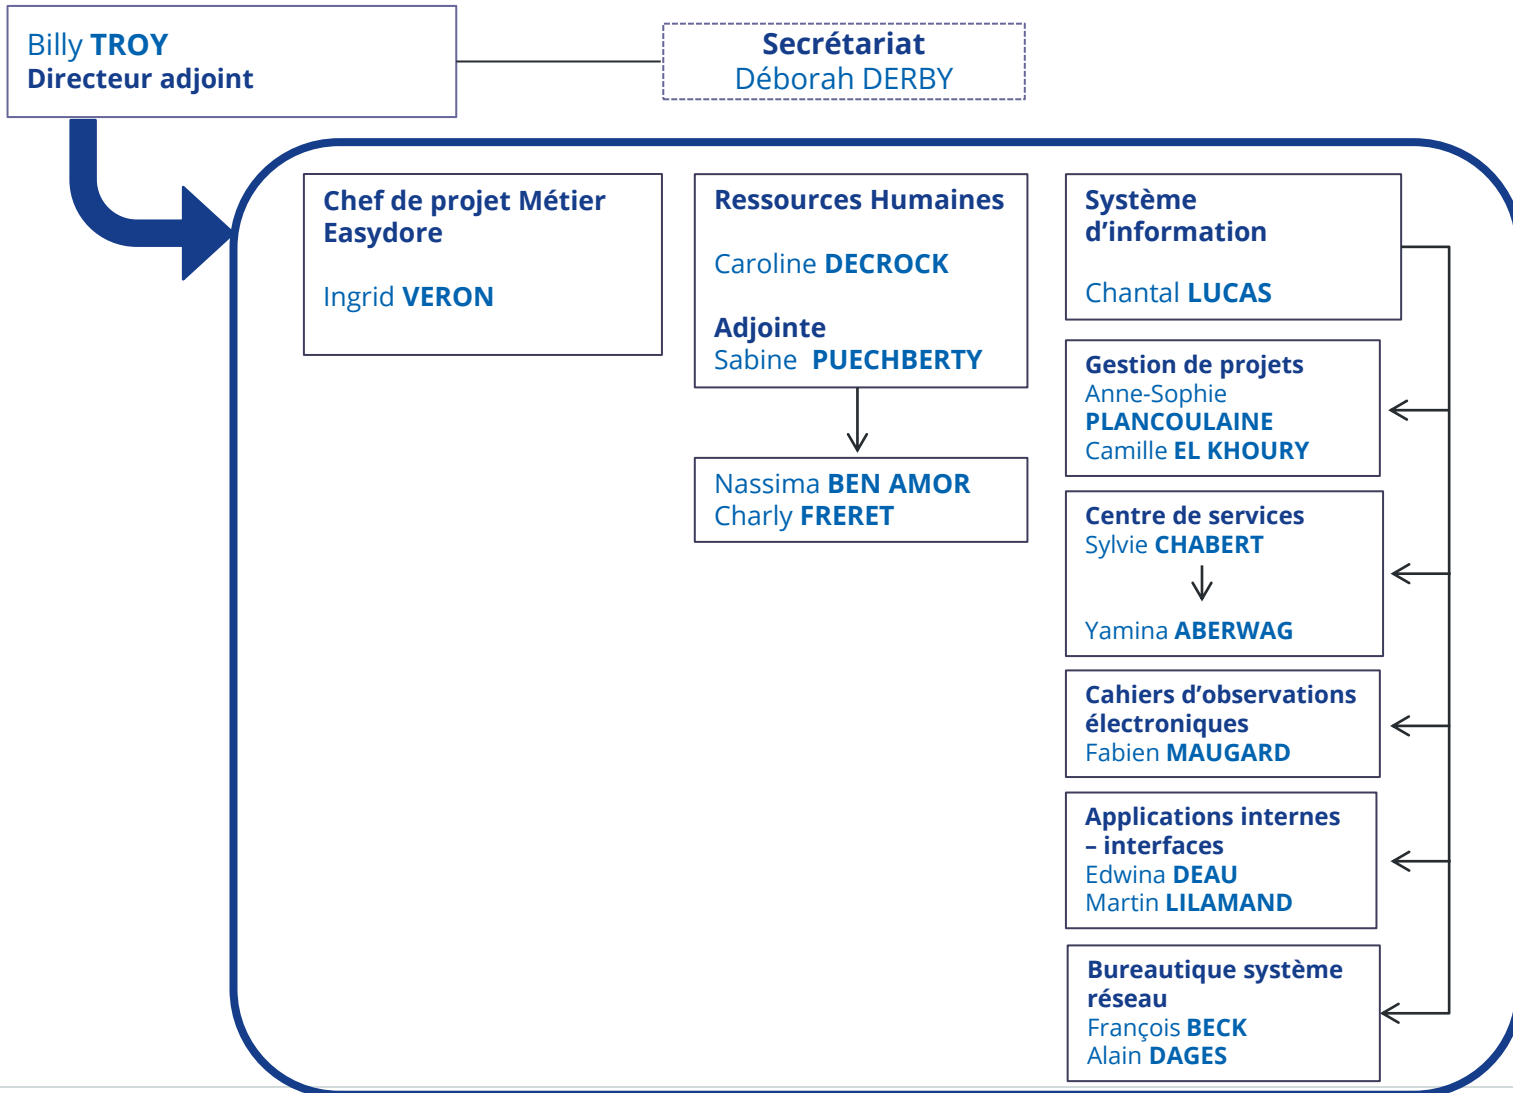 Billy TROY
Directeur adjoint
Secrétariat
Déborah DERBY
Chef de projet Métier
Easydore
Ingrid VERON
Ressources Humaines
Caroline DECROCK
Adjointe
Sabine PUECHBERTY
Nassima BEN AMOR
Charly FRERET
Système
d’information
Chantal LUCAS
Gestion de projets
Anne-Sophie
PLANCOULAINE
Camille EL KHOURY
Centre de services
Sylvie CHABERT
Yamina ABERWAG
Cahiers d’observations
électroniques
Fabien MAUGARD
Applications internes
– interfaces
Edwina DEAU
Martin LILAMAND
Bureautique système
réseau
François BECK
Alain DAGES